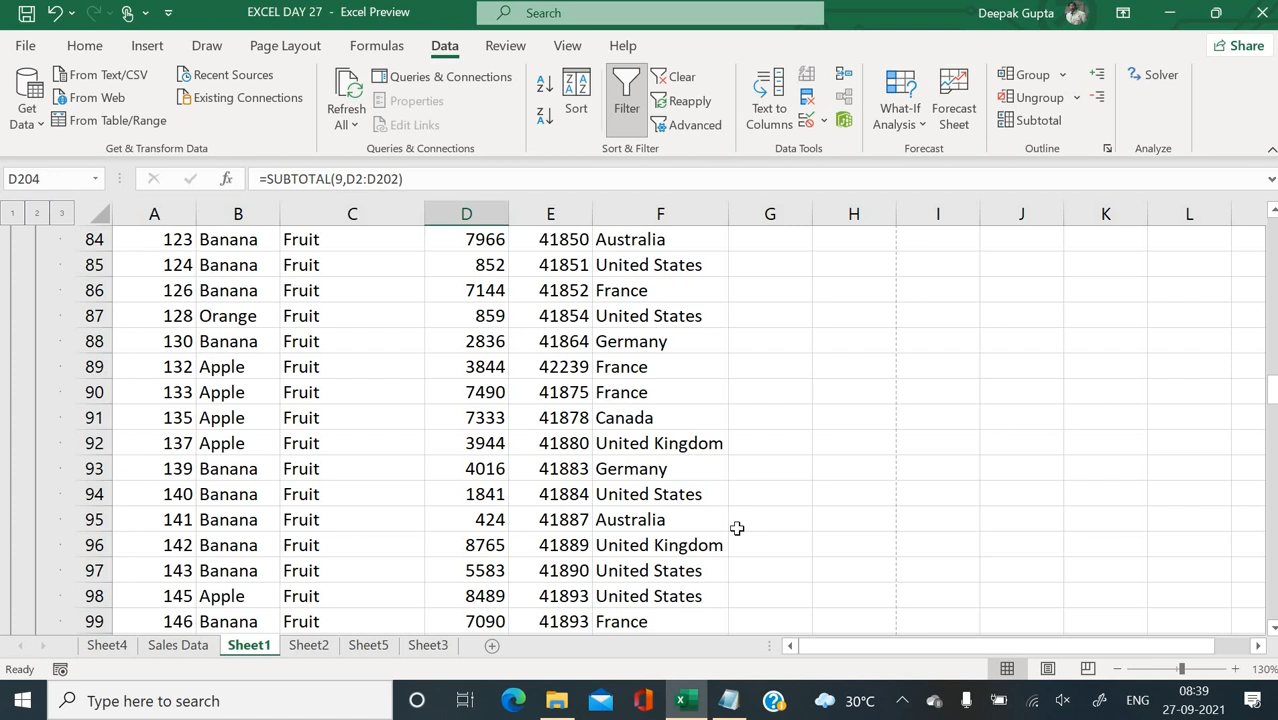 EXCEL DAY 27 - Excel Preview
Search
Deepak Gupta
File Home Insert Draw Page Layout Formulas Data Review View Help Share
Get Data
From Text/CSV
From Web
From Table/Range
Recent Sources
Existing Connections
Get & Transform Data
Refresh All
Queries & Connections
Properties
Edit Links
Queries & Connections
Sort
Filter
Clear
Reapply
Advanced
Sort & Filter
Text to Columns
Data Tools
What-If Analysis
Forecast Sheet
Forecast
Group
Ungroup
Subtotal
Outline
Solver
Analyze
D204 fx =SUBTOTAL(9,D2:D202)
1 2 3 A B C D E F G H I J K L
84 123 Banana Fruit 7966 41850 Australia
85 124 Banana Fruit 852 41851 United States
86 126 Banana Fruit 7144 41852 France
87 128 Orange Fruit 859 41854 United States
88 130 Banana Fruit 2836 41864 Germany
89 132 Apple Fruit 3844 42239 France
90 133 Apple Fruit 7490 41875 France
91 135 Apple Fruit 7333 41878 Canada
92 137 Apple Fruit 3944 41880 United Kingdom
93 139 Banana Fruit 4016 41883 Germany
94 140 Banana Fruit 1841 41884 United States
95 141 Banana Fruit 424 41887 Australia
96 142 Banana Fruit 8765 41889 United Kingdom
97 143 Banana Fruit 5583 41890 United States
98 145 Apple Fruit 8489 41893 United States
99 146 Banana Fruit 7090 41893 France
Sheet4 Sales Data Sheet1 Sheet2 Sheet5 Sheet3
Ready 130%
Type here to search 30°C ENG 08:39
27-09-2021